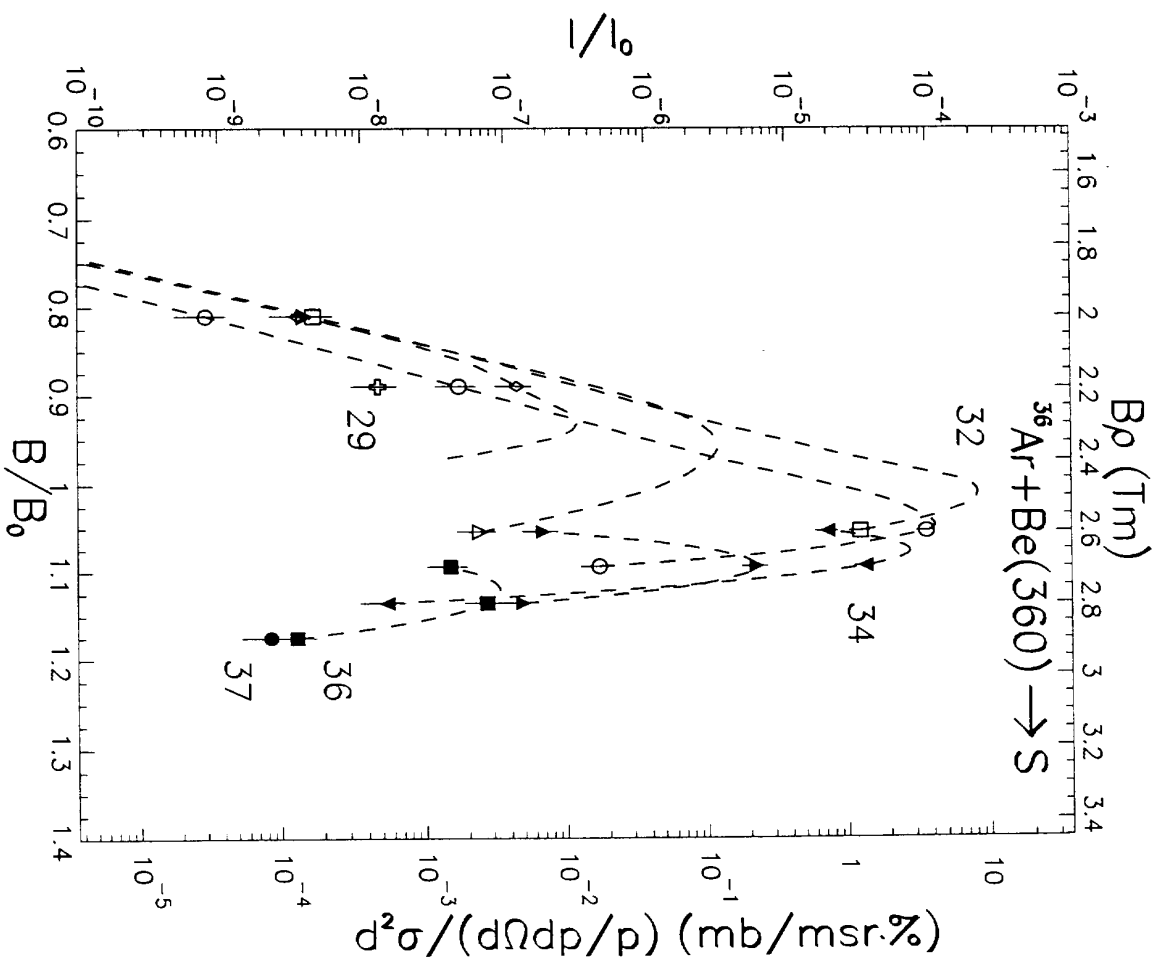 Bρ (Tm)
1.6 1.8 2 2.2 2.4 2.6 2.8 3 3.2 3.4
³⁶Ar+Be(360) → S
I/I₀
10⁻³
10⁻⁴
10⁻⁵
10⁻⁶
10⁻⁷
10⁻⁸
10⁻⁹
10⁻¹⁰
32
34
29
36
37
10
1
10⁻¹
10⁻²
10⁻³
10⁻⁴
10⁻⁵
d²σ/(dΩdp/p) (mb/msr.%)
0.6 0.7 0.8 0.9 1 1.1 1.2 1.3 1.4
B/B₀